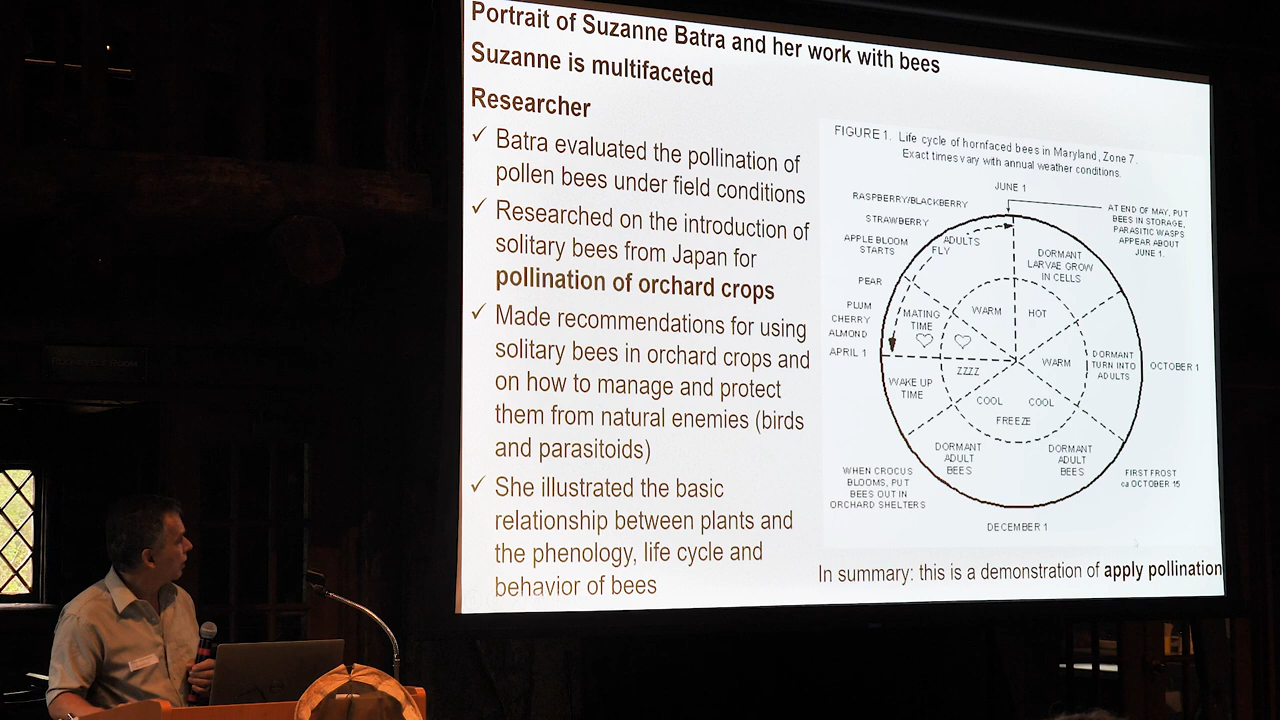 Portrait of Suzanne Batra and her work with bees
Suzanne is multifaceted
Researcher
✓ Batra evaluated the pollination of
pollen bees under field conditions
✓ Researched on the introduction of
solitary bees from Japan for
pollination of orchard crops
✓ Made recommendations for using
solitary bees in orchard crops and
on how to manage and protect
them from natural enemies (birds
and parasitoids)
✓ She illustrated the basic
relationship between plants and
the phenology, life cycle and
behavior of bees
FIGURE 1. Life cycle of hornfaced bees in Maryland, Zone 7.
Exact times vary with annual weather conditions.
JUNE 1
AT END OF MAY, PUT
BEES IN STORAGE,
PARASITIC WASPS
APPEAR ABOUT
JUNE 1.
RASPBERRY/BLACKBERRY
STRAWBERRY
APPLE BLOOM
STARTS
PEAR
PLUM
CHERRY
ALMOND
APRIL 1
ADULTS
FLY
DORMANT
LARVAE GROW
IN CELLS
MATING
TIME
WARM
HOT
WARM
DORMANT
TURN INTO
ADULTS
OCTOBER 1
ZZZZ
WAKE UP
TIME
COOL
COOL
FREEZE
DORMANT
ADULT
BEES
DORMANT
ADULT
BEES
WHEN CROCUS
BLOOMS, PUT
BEES OUT IN
ORCHARD SHELTERS
FIRST FROST
ca OCTOBER 15
DECEMBER 1
In summary: this is a demonstration of apply pollination